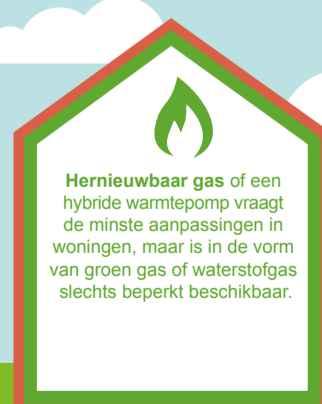 Hernieuwbaar gas of een
hybride warmtepomp vraagt
de minste aanpassingen in
woningen, maar is in de vorm
van groen gas of waterstofgas
slechts beperkt beschikbaar.